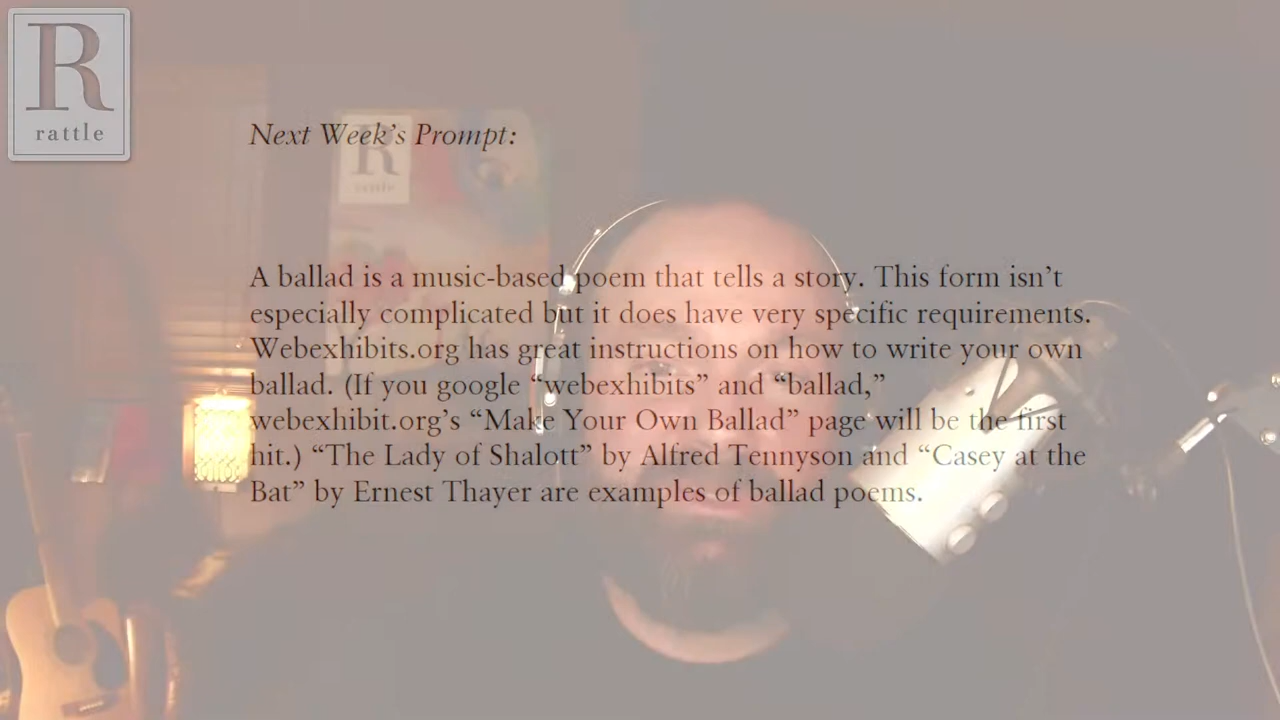 R
rattle
Next Week's Prompt:
R
rattle
A ballad is a music-based poem that tells a story. This form isn't
especially complicated but it does have very specific requirements.
Webexhibits.org has great instructions on how to write your own
ballad. (If you google “webexhibits” and “ballad,”
webexhibit.org's “Make Your Own Ballad” page will be the first
hit.) “The Lady of Shalott” by Alfred Tennyson and “Casey at the
Bat” by Ernest Thayer are examples of ballad poems.